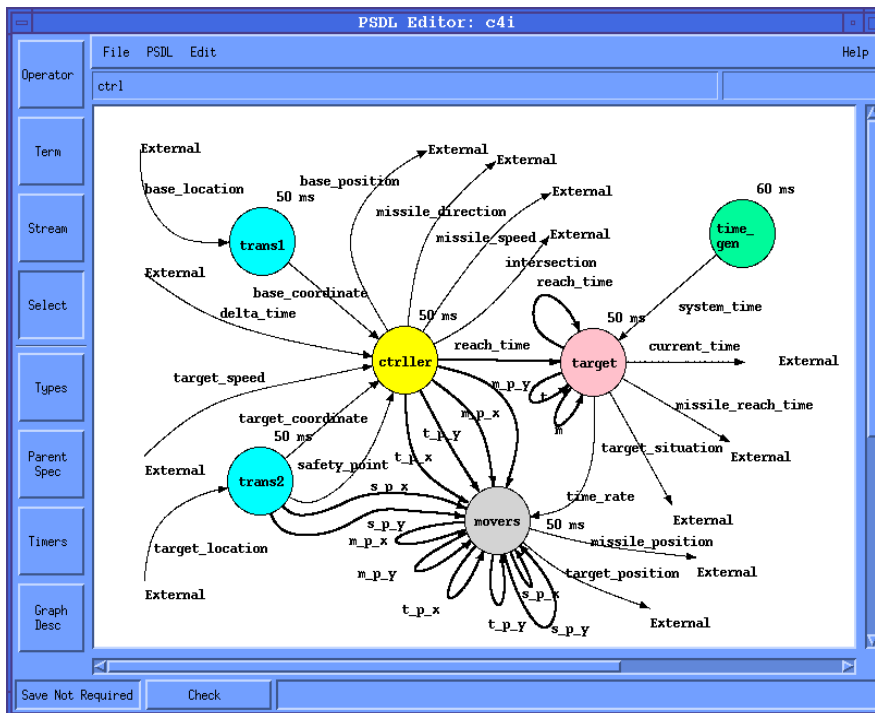 PSDL Editor: c4i
File PSDL Edit Help
ctrl
Operator
Term
Stream
Select
Types
Parent
Spec
Timers
Graph
Desc
External
base_location
50 ms
trans1
External
delta_time
base_coordinate
base_position
External
missile_direction
External
missile_speed
External
intersection
External
60 ms
time_
gen
system_time
reach_time
50 ms
ctrller
reach_time
50 ms
target
current_time
External
t
m
missile_reach_time
External
target_situation
External
target_speed
External
target_coordinate
50 ms
trans2
safety_point
target_location
External
m_p_y
m_p_x
t_p_y
t_p_x
s_p_x
s_p_y
time_rate
movers
50 ms
missile_position
External
target_position
External
m_p_x
m_p_y
t_p_x
t_p_y
s_p_x
s_p_y
Save Not Required
Check